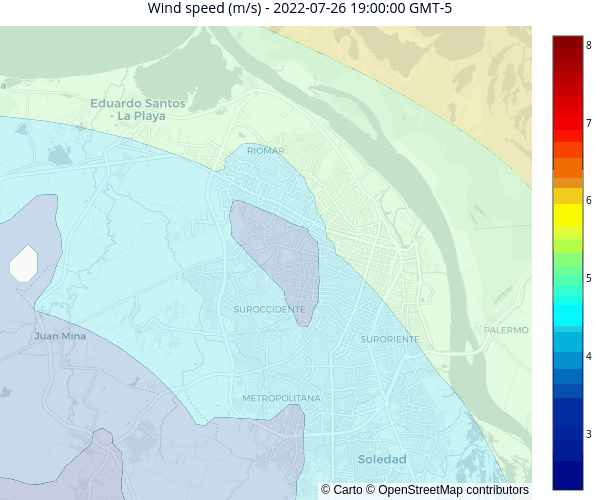 Wind speed (m/s) - 2022-07-26 19:00:00 GMT-5
8
a
Eduardo Santos
- La Playa
7
RIOMAR
6
5
SUROCCIDENTE
PALERMO
Juan Mina
SURORIENTE
4
METROPOLITANA
3
Soledad
© Carto © OpenStreetMap contributors